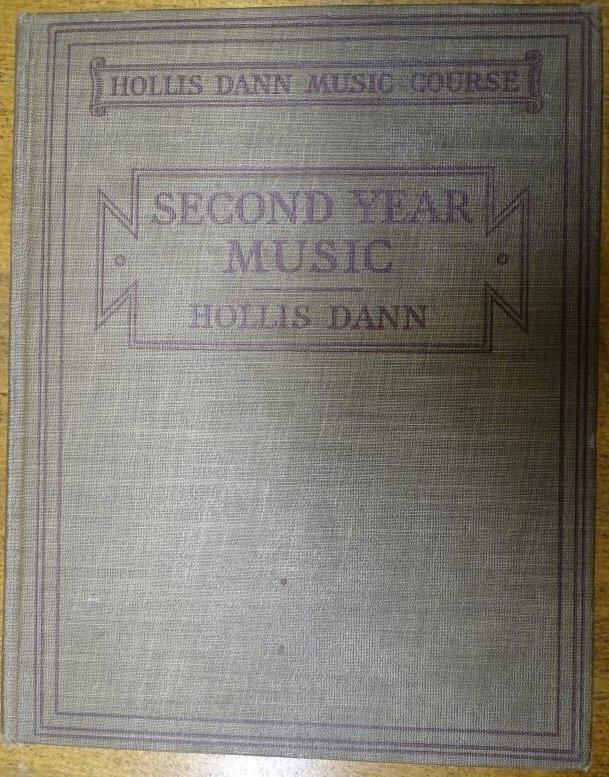 HOLLIS DANN MUSIC COURSE
SECOND YEAR
MUSIC
HOLLIS DANN